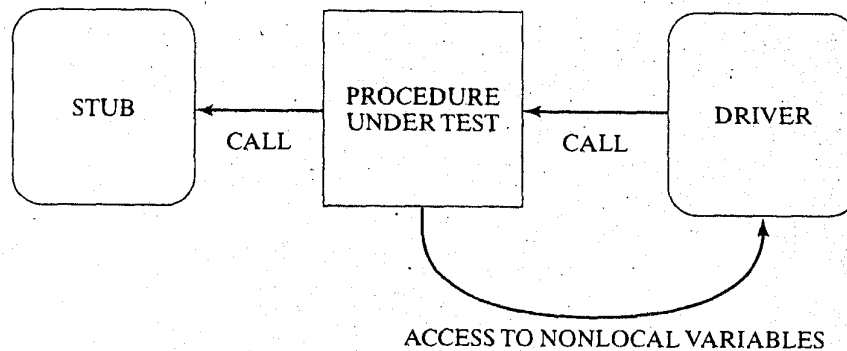 STUB
CALL
PROCEDURE
UNDER TEST
CALL
DRIVER
ACCESS TO NONLOCAL VARIABLES